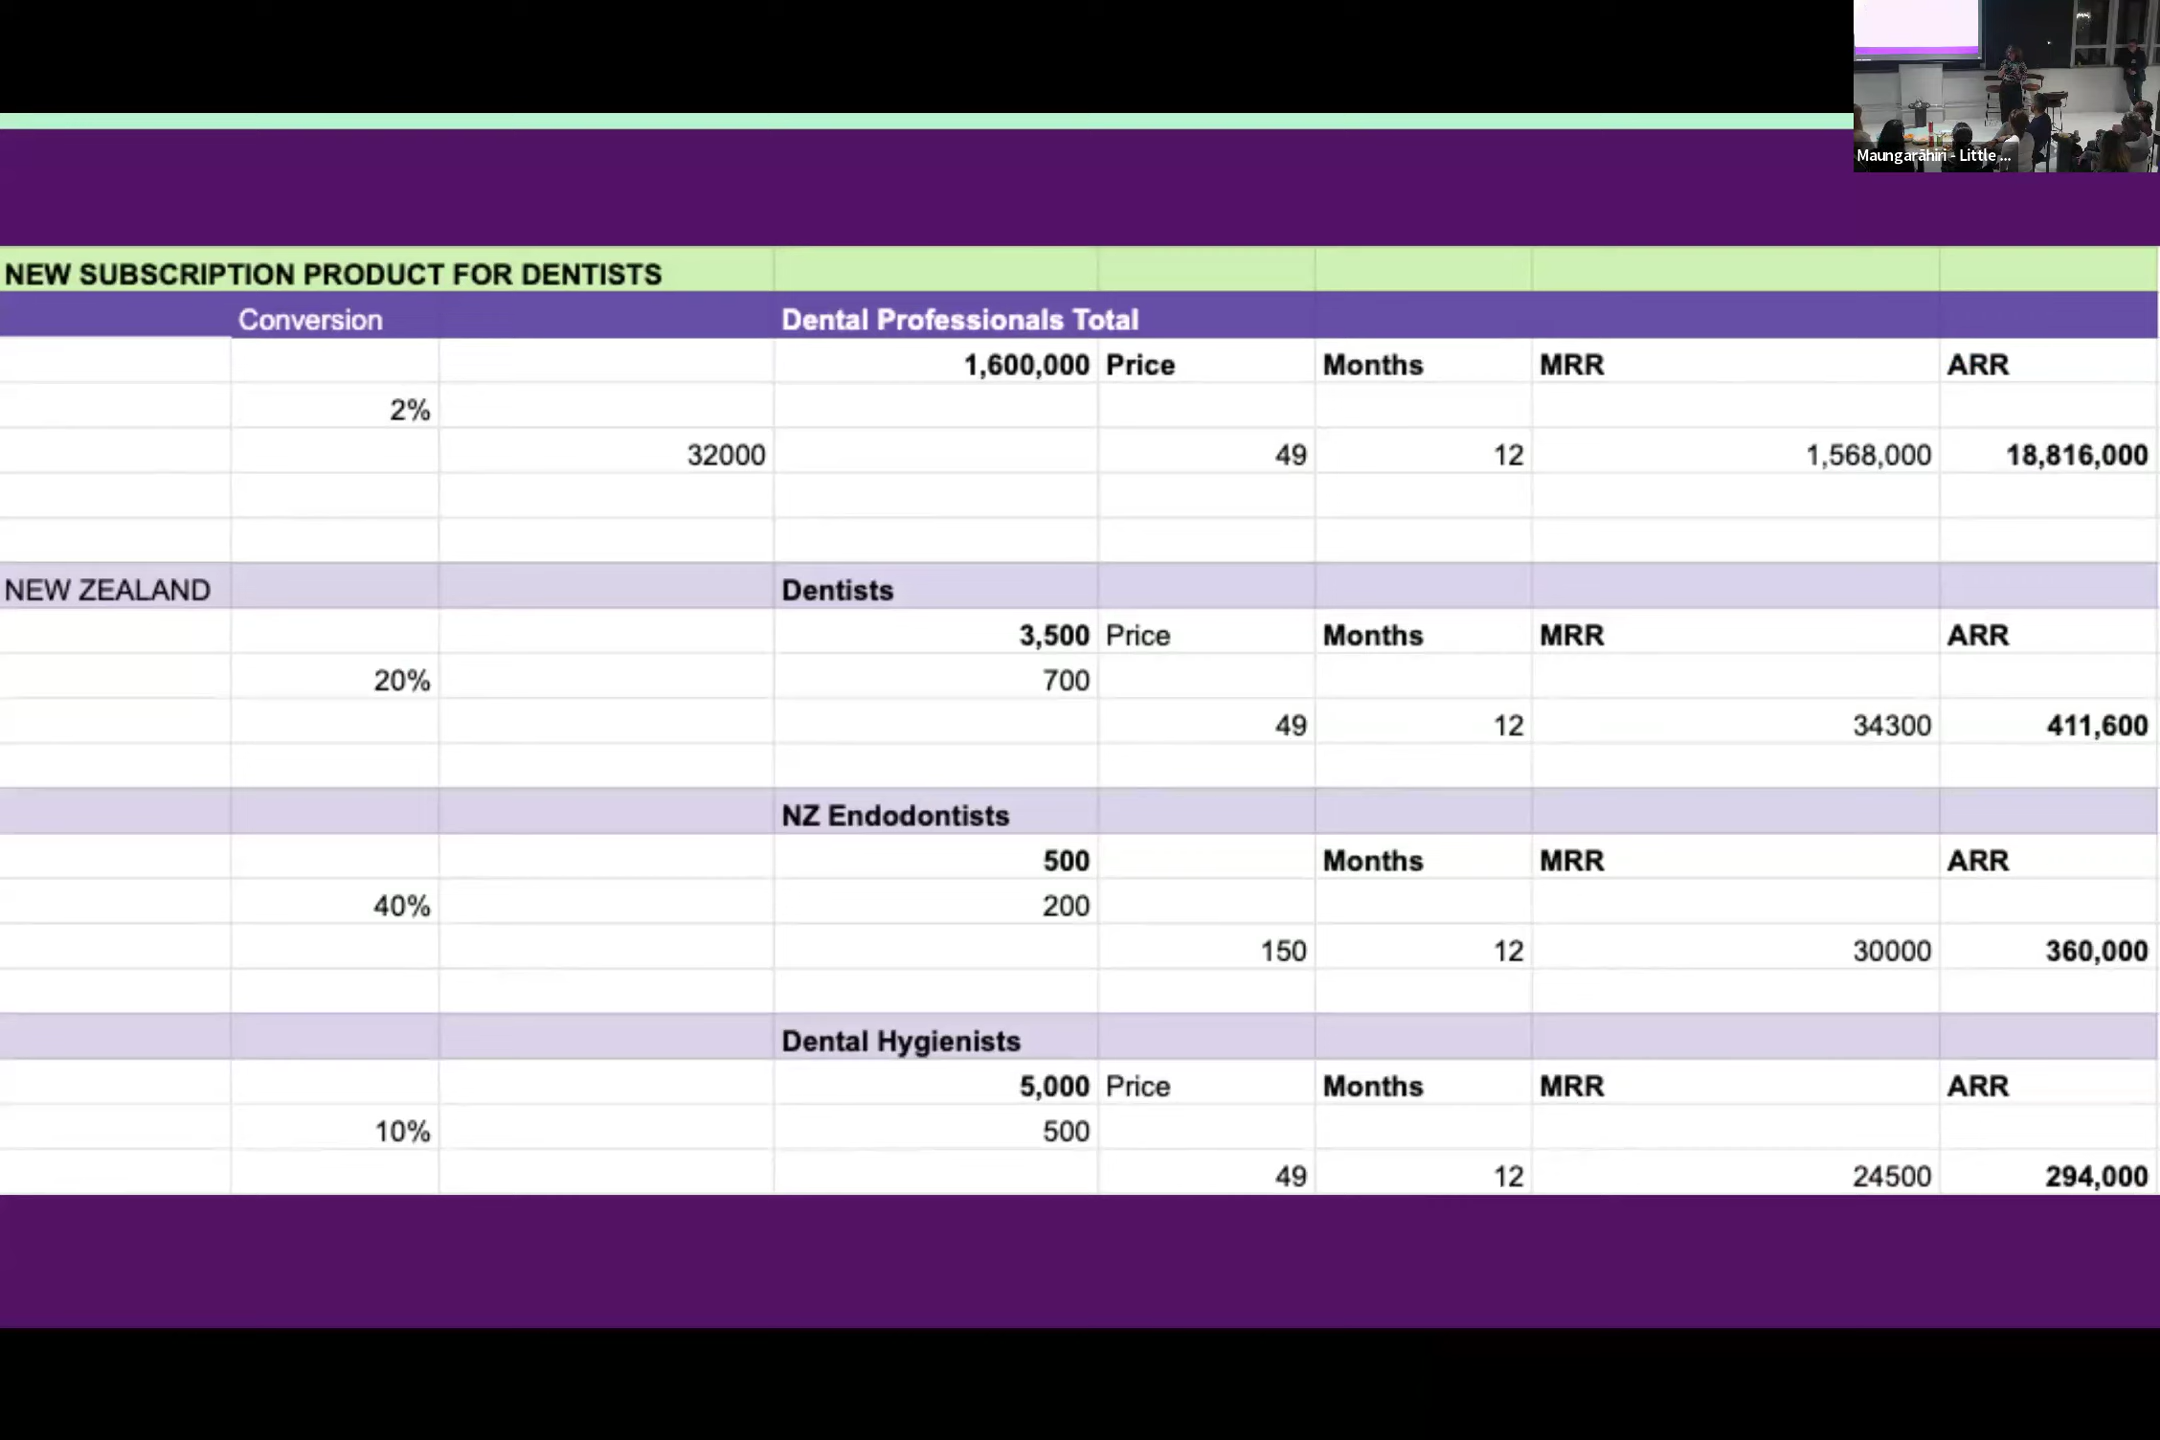 Maungarāhiri - Little ...
NEW SUBSCRIPTION PRODUCT FOR DENTISTS
Conversion Dental Professionals Total
1,600,000 Price Months MRR ARR
2%
32000 49 12 1,568,000 18,816,000
NEW ZEALAND Dentists
3,500 Price Months MRR ARR
20% 700
49 12 34300 411,600
NZ Endodontists
500 Months MRR ARR
40% 200
150 12 30000 360,000
Dental Hygienists
5,000 Price Months MRR ARR
10% 500
49 12 24500 294,000